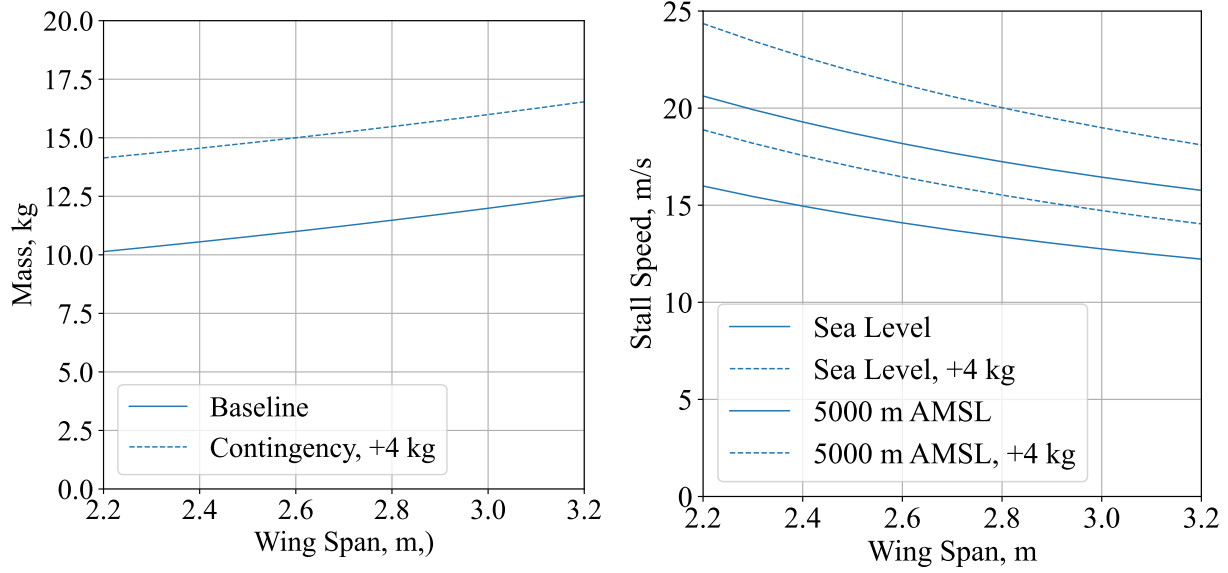 20.0
17.5
15.0
12.5
10.0
7.5
5.0
2.5
0.0
Mass, kg
Baseline
Contingency, +4 kg
2.2 2.4 2.6 2.8 3.0 3.2
Wing Span, m,)
25
20
15
10
5
0
Stall Speed, m/s
Sea Level
Sea Level, +4 kg
5000 m AMSL
5000 m AMSL, +4 kg
2.2 2.4 2.6 2.8 3.0 3.2
Wing Span, m